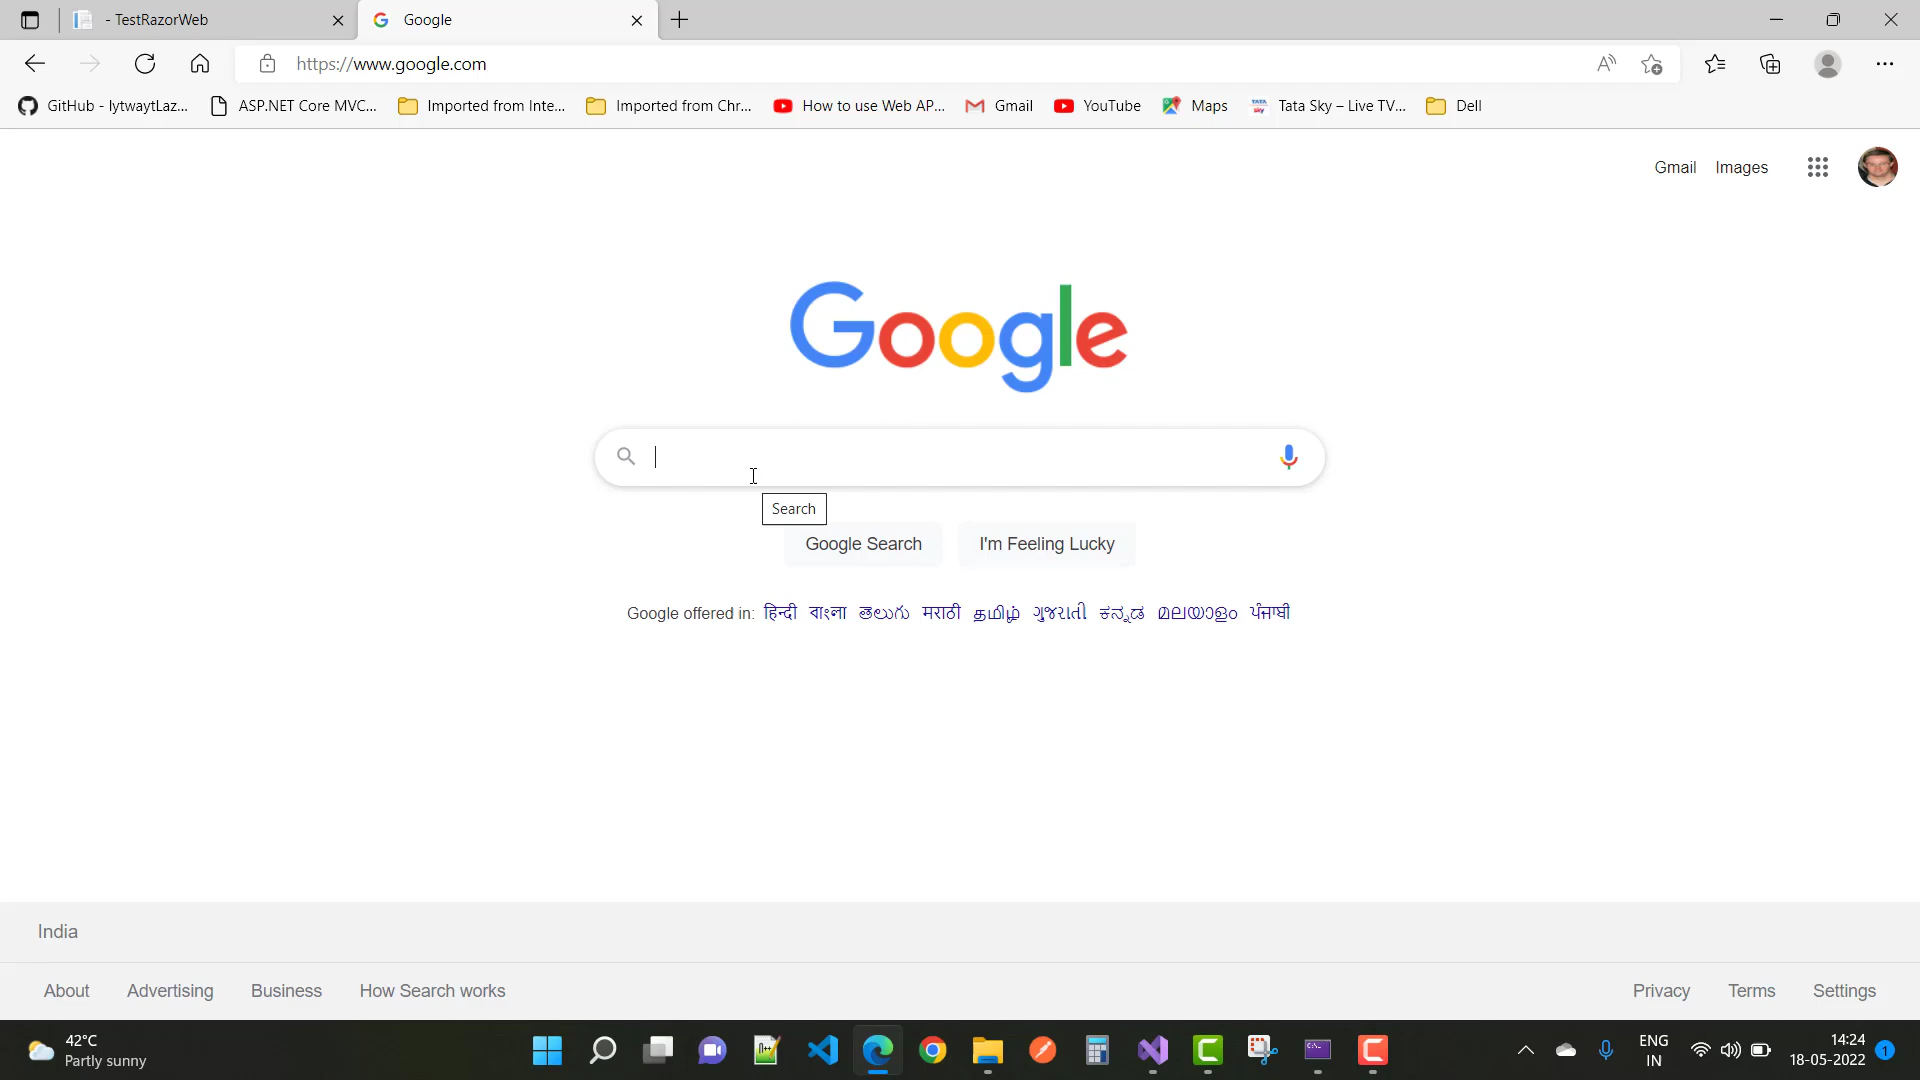 - TestRazorWeb
Google
https://www.google.com
GitHub - lytwaytLaz...
ASP.NET Core MVC...
Imported from Inte...
Imported from Chr...
How to use Web AP...
Gmail
YouTube
Maps
Tata Sky – Live TV...
Dell
Gmail
Images
Google
Search
Google Search
I'm Feeling Lucky
Google offered in: हिन्दी বাংলা తెలుగు मराठी தமிழ் ગુજરાતી ಕನ್ನಡ മലയാളം ਪੰਜਾਬੀ
India
About
Advertising
Business
How Search works
Privacy
Terms
Settings
42°C
Partly sunny
ENG
IN
14:24
18-05-2022
1